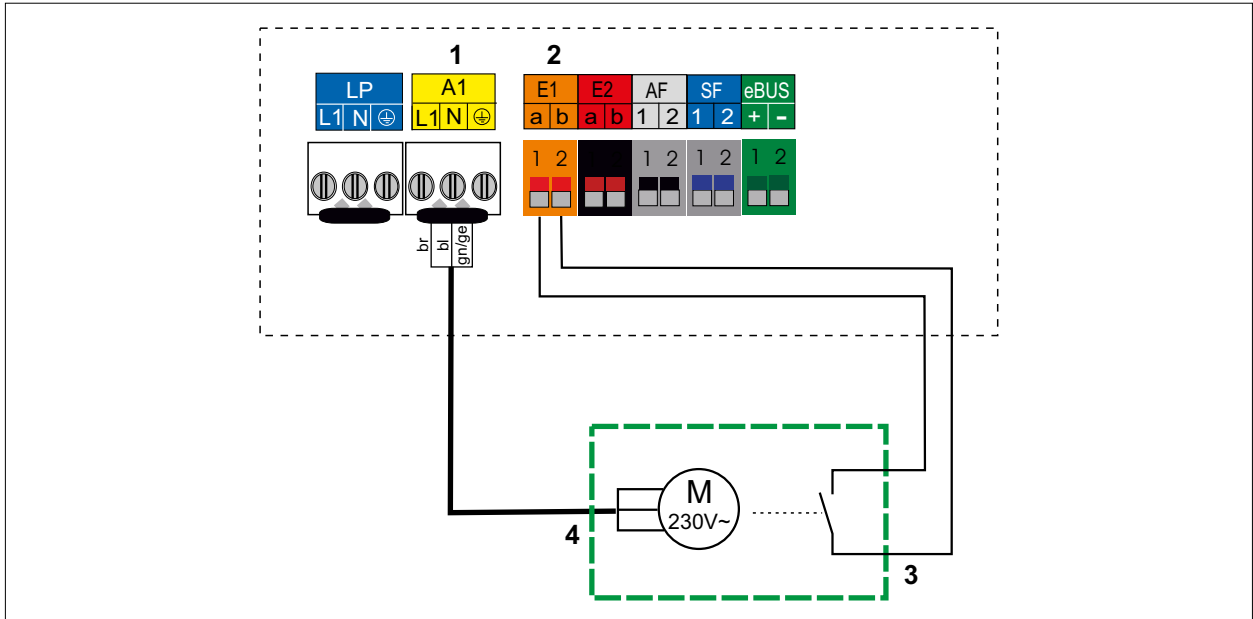 1 2
LP A1 E1 E2 AF SF eBUS
L1 N ⏚ L1 N ⏚ a b a b 1 2 1 2 + -
1 2 1 2 1 2 1 2
br bl gn/ge
M
230V~
4
3